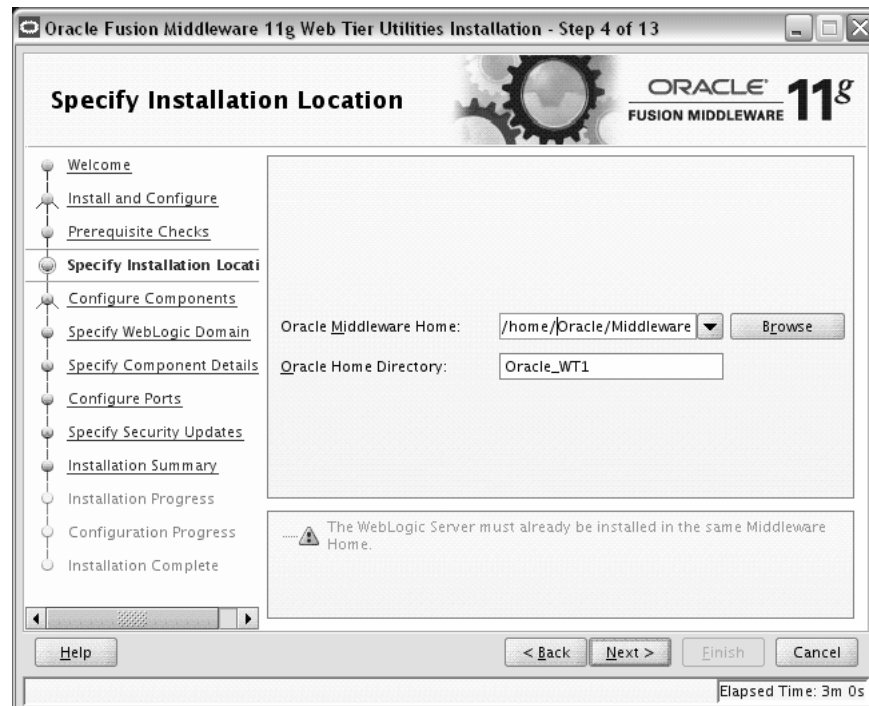 Oracle Fusion Middleware 11g Web Tier Utilities Installation - Step 4 of 13
Specify Installation Location
ORACLE
FUSION MIDDLEWARE
11g
Welcome
Install and Configure
Prerequisite Checks
Specify Installation Locati
Configure Components
Specify WebLogic Domain
Specify Component Details
Configure Ports
Specify Security Updates
Installation Summary
Installation Progress
Configuration Progress
Installation Complete
Oracle Middleware Home:
/home/Oracle/Middleware
Browse
Oracle Home Directory:
Oracle_WT1
The WebLogic Server must already be installed in the same Middleware
Home.
Help
< Back
Next >
Finish
Cancel
Elapsed Time: 3m 0s